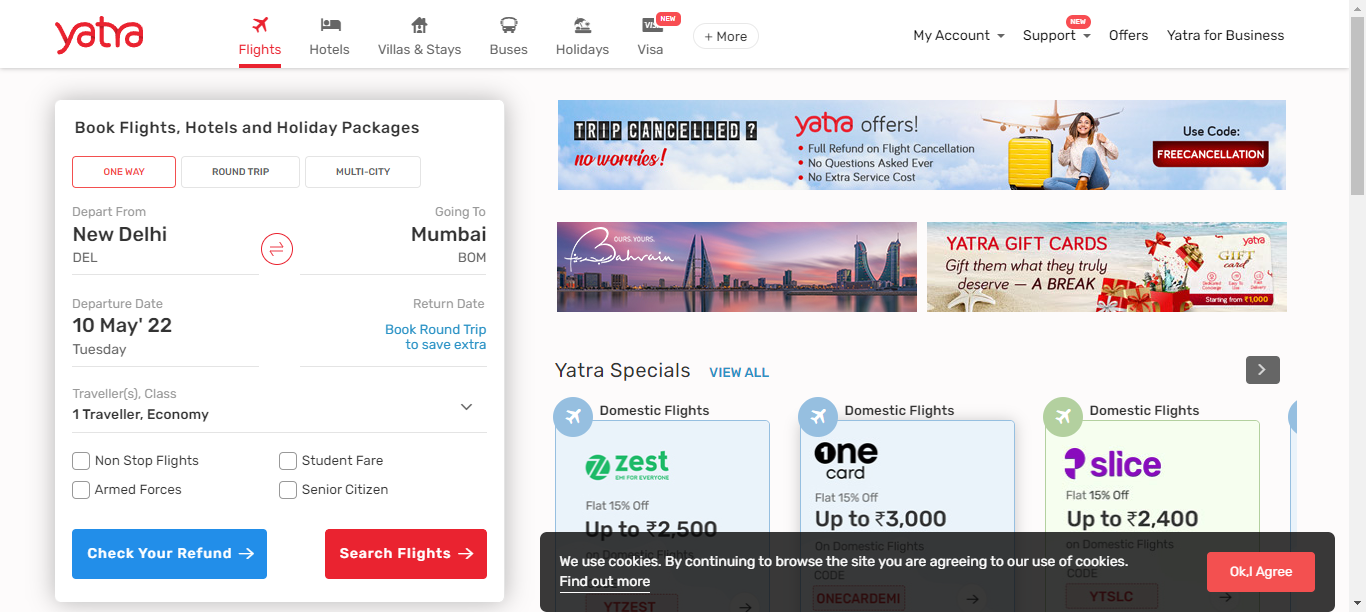 yatra
Flights
Hotels
Villas & Stays
Buses
Holidays
VISA
NEW
Visa
+ More
My Account
NEW
Support
Offers
Yatra for Business
Book Flights, Hotels and Holiday Packages
ONE WAY
ROUND TRIP
MULTI-CITY
Depart From
New Delhi
DEL
Going To
Mumbai
BOM
Departure Date
10 May' 22
Tuesday
Return Date
Book Round Trip
to save extra
Traveller(s), Class
1 Traveller, Economy
Non Stop Flights
Student Fare
Armed Forces
Senior Citizen
Check Your Refund
Search Flights
TRIP CANCELLED ?
no worries!
yatra offers!
• Full Refund on Flight Cancellation
• No Questions Asked Ever
• No Extra Service Cost
Use Code:
FREECANCELLATION
OURS. YOURS.
Bahrain
YATRA GIFT CARDS
Gift them what they truly
deserve — A BREAK
yatra
GIFT
card
Starting from ₹1,000
Yatra Specials
VIEW ALL
Domestic Flights
zest
EMI FOR EVERYONE
Flat 15% Off
Up to ₹2,500
on Domestic Flights
YTZEST
Domestic Flights
one
card
Flat 15% Off
Up to ₹3,000
On Domestic Flights
CODE
ONECARDEMI
Domestic Flights
slice
Flat 15% Off
Up to ₹2,400
on Domestic Flights
CODE
YTSLC
We use cookies. By continuing to browse the site you are agreeing to our use of cookies.
Find out more
Ok,I Agree